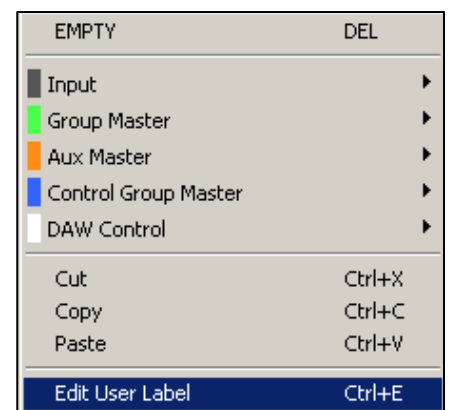 EMPTY DEL
Input
Group Master
Aux Master
Control Group Master
DAW Control
Cut Ctrl+X
Copy Ctrl+C
Paste Ctrl+V
Edit User Label Ctrl+E